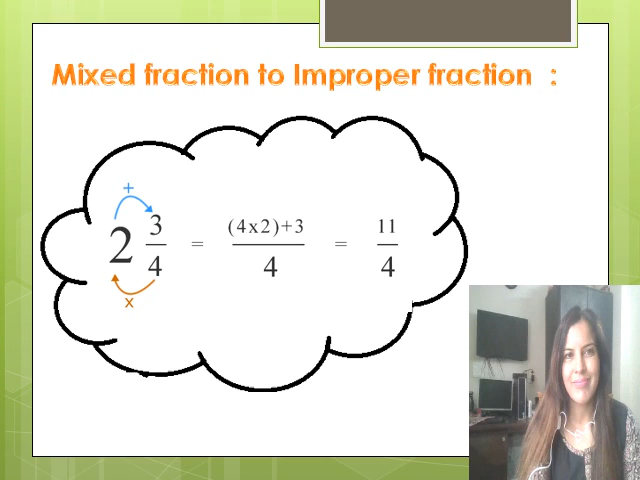 Mixed fraction to Improper fraction :
+
2 3/4 = (4x2)+3/4 = 11/4
x